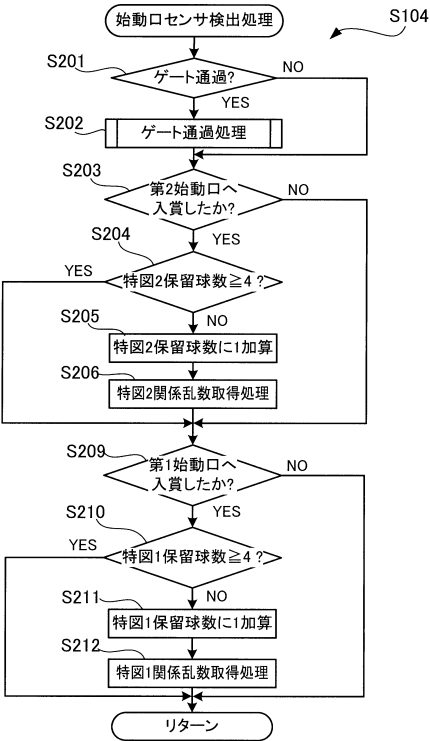 始動口センサ検出処理
S104
S201
ゲート通過?
NO
YES
S202
ゲート通過処理
S203
第2始動口へ
入賞したか?
NO
YES
S204
YES
特図2保留球数≧4?
NO
S205
特図2保留球数に1加算
S206
特図2関係乱数取得処理
S209
第1始動口へ
入賞したか?
NO
YES
S210
YES
特図1保留球数≧4?
NO
S211
特図1保留球数に1加算
S212
特図1関係乱数取得処理
リターン